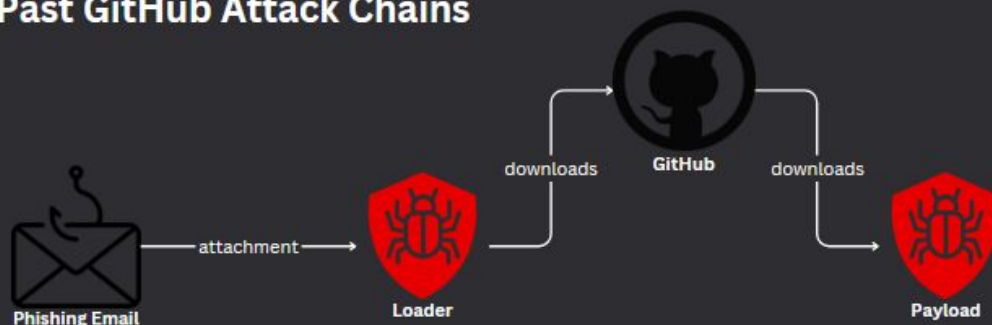 Past GitHub Attack Chains
downloads
GitHub
downloads
attachment
Loader
Payload
Phishing Email